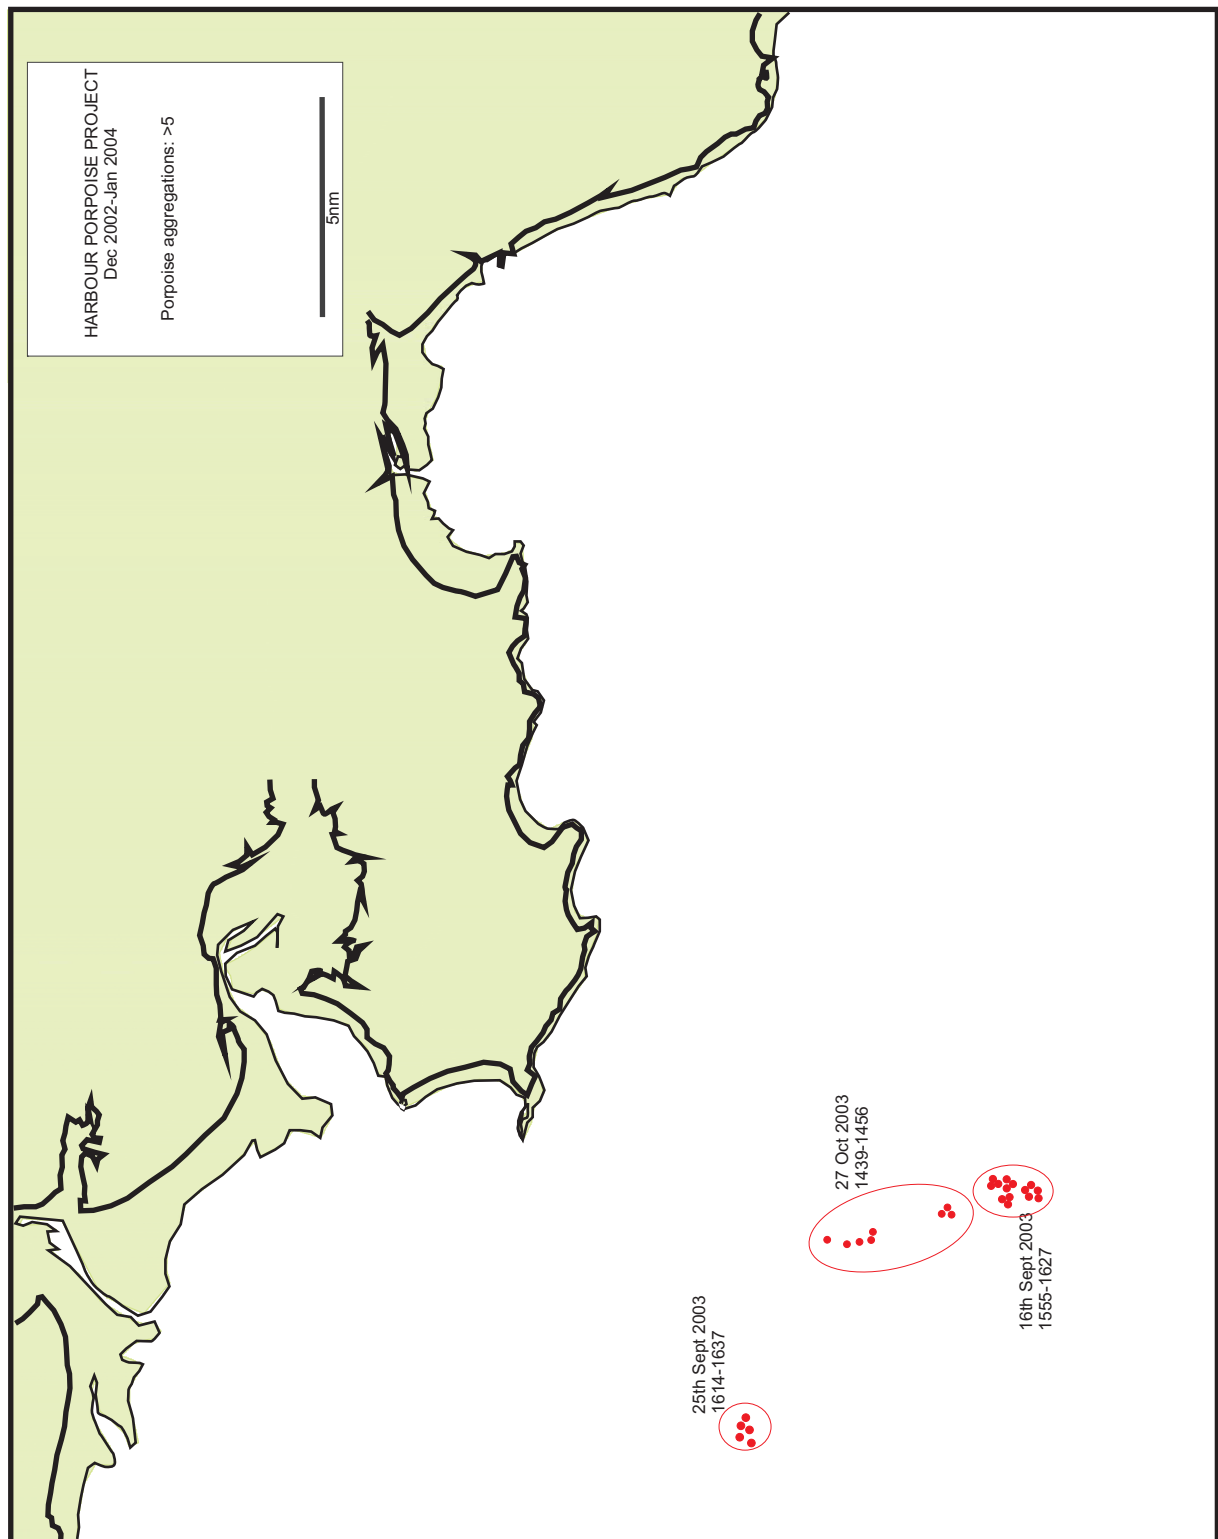 HARBOUR PORPOISE PROJECT
Dec 2002-Jan 2004
Porpoise aggregations: >5
5nm
27 Oct 2003
1439-1456
16th Sept 2003
1555-1627
25th Sept 2003
1614-1637